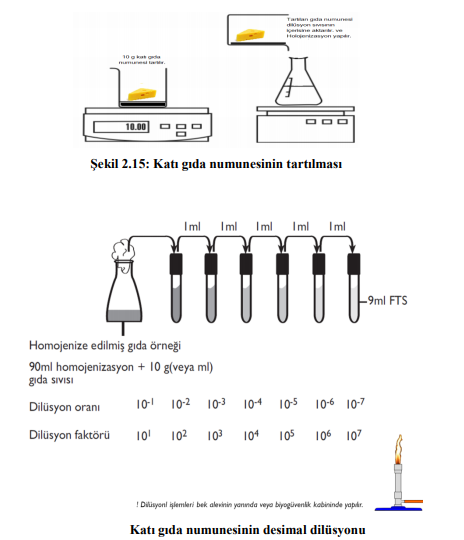 Tartılan gıda numunesi
dilüsyon sıvısının
içerisine aktarılır. ve
Holojenizasyon yapılır.
10 g katı gıda
numunesi tartılır.
10.00
Şekil 2.15: Katı gıda numunesinin tartılması
1ml 1ml 1ml 1ml 1ml
9ml FTS
Homojenize edilmiş gıda örneği
90ml homojenizasyon + 10 g(veya ml)
gıda sıvısı
Dilüsyon oranı 10-1 10-2 10-3 10-4 10-5 10-6 10-7
Dilüsyon faktörü 101 102 103 104 105 106 107
! Dilüsyonl işlemleri bek alevinin yanında veya biyogüvenlik kabininde yapılır.
Katı gıda numunesinin desimal dilüsyonu